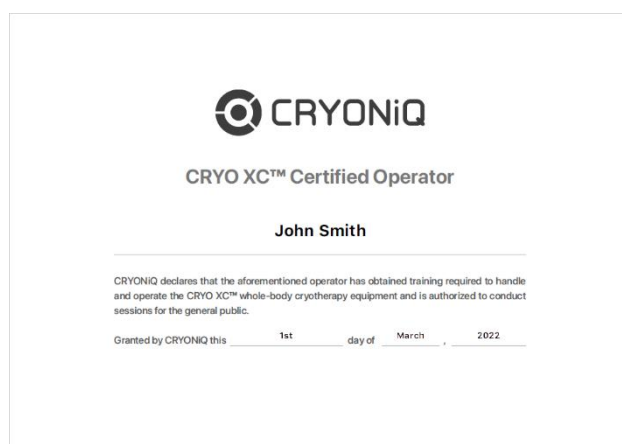 CRYONiQ
CRYO XC™ Certified Operator
John Smith
CRYONiQ declares that the aforementioned operator has obtained training required to handle
and operate the CRYO XC™ whole-body cryotherapy equipment and is authorized to conduct
sessions for the general public.
Granted by CRYONiQ this 1st day of March , 2022